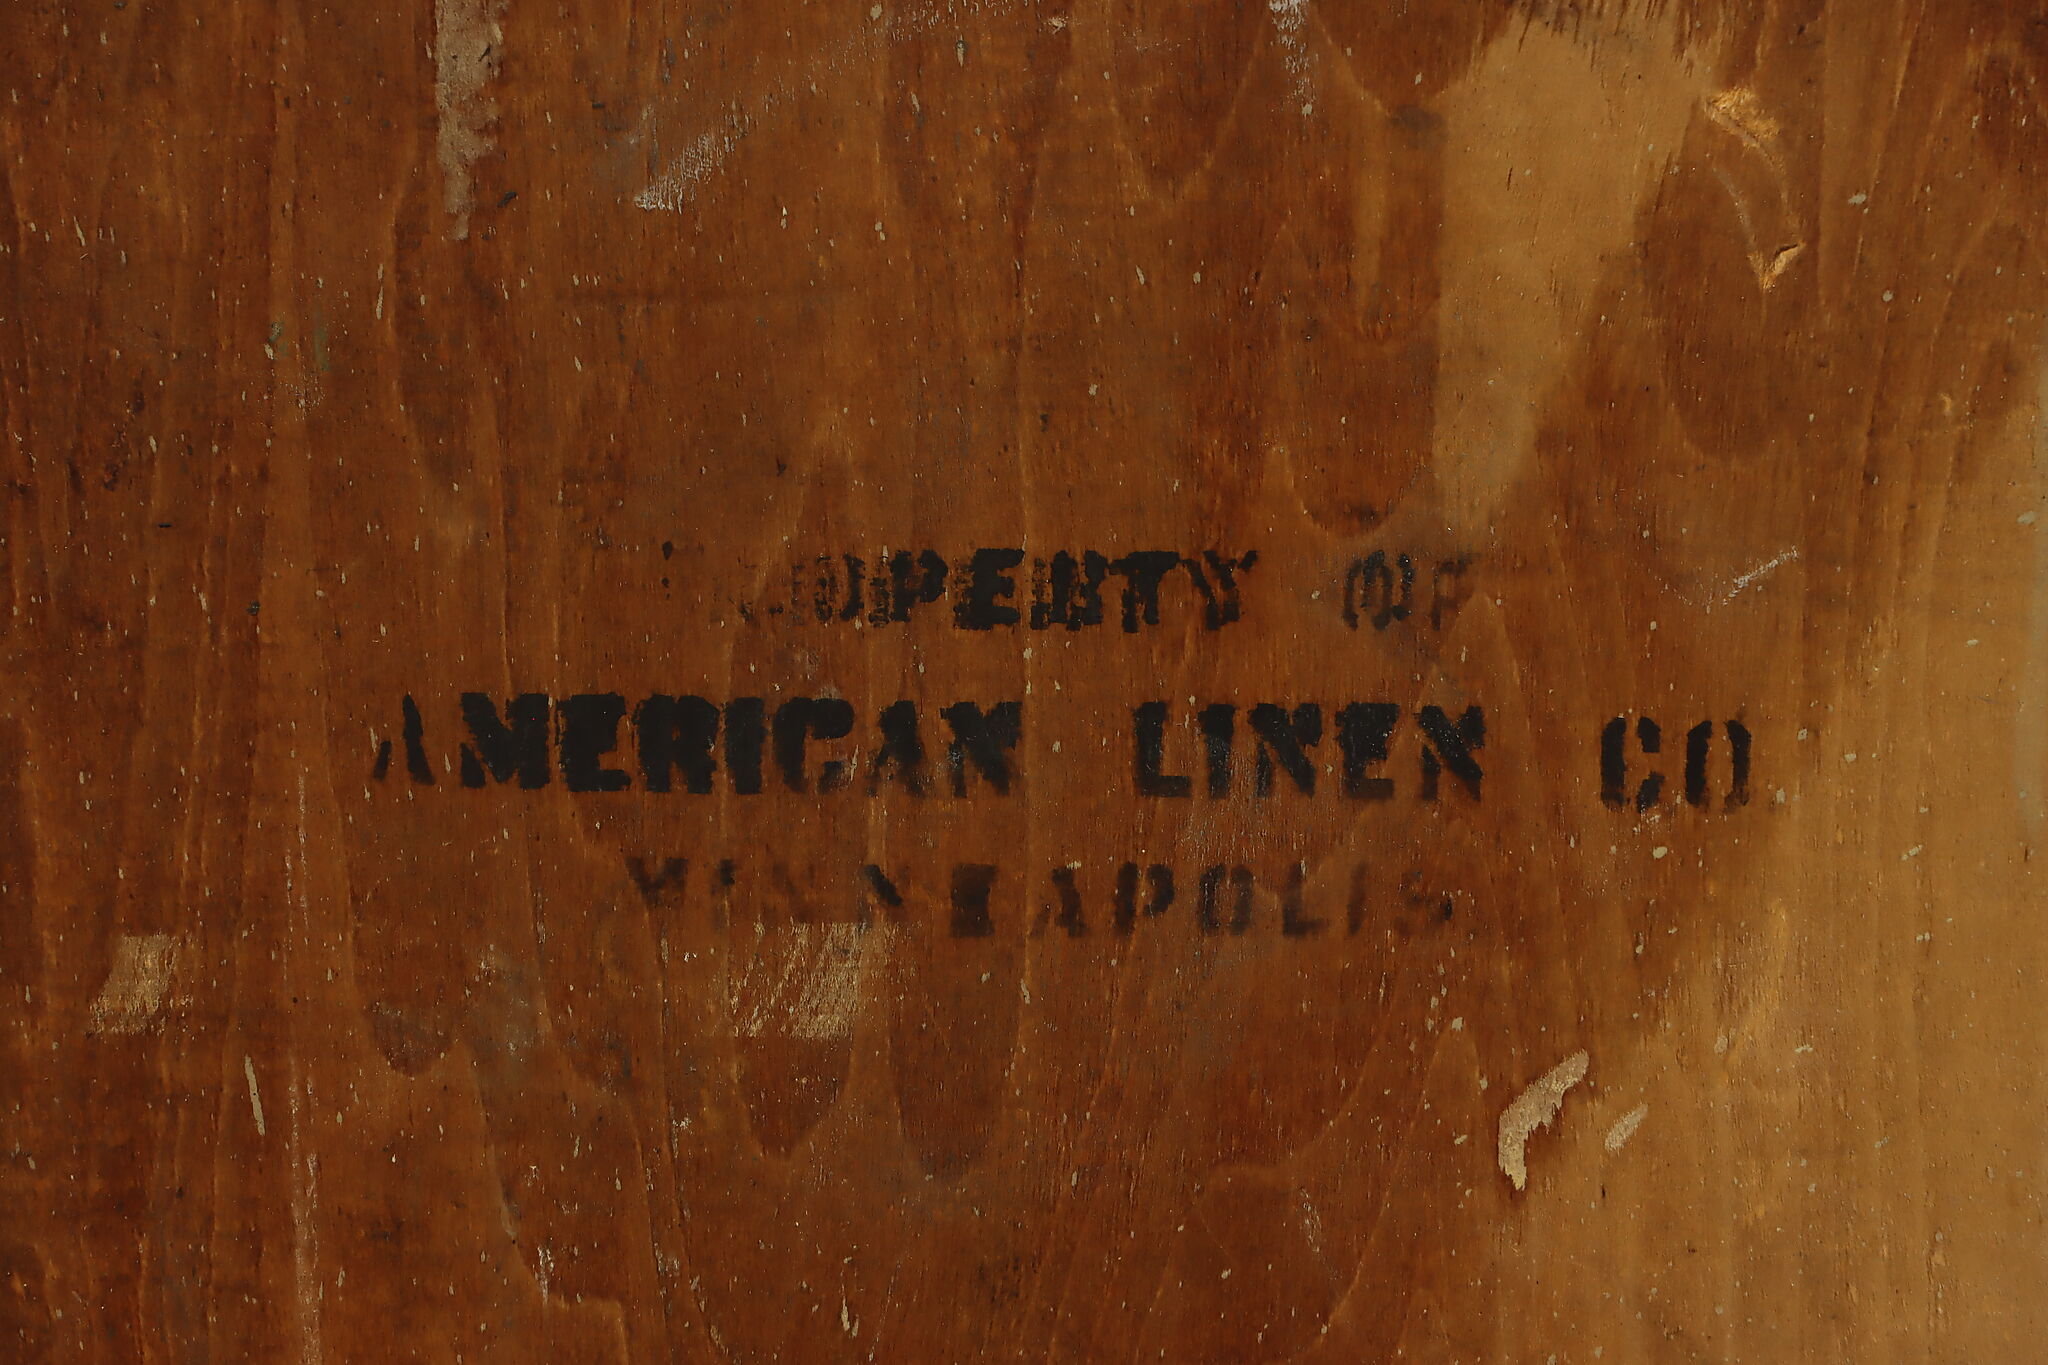 PROPERTY OF
AMERICAN LINEN CO
MINNEAPOLIS